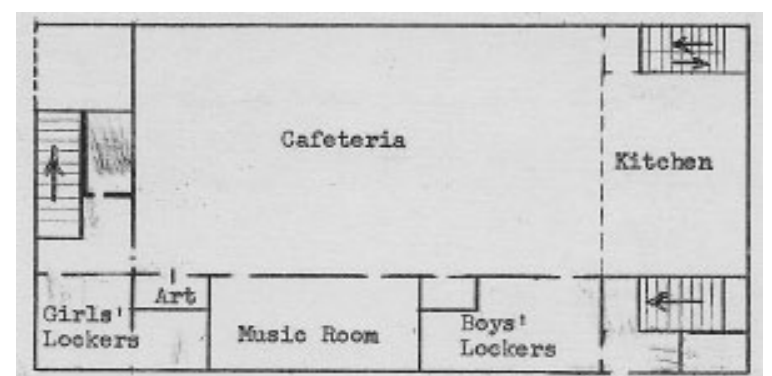 Cafeteria
Kitchen
Art
Girls'
Lockers
Music Room
Boys'
Lockers